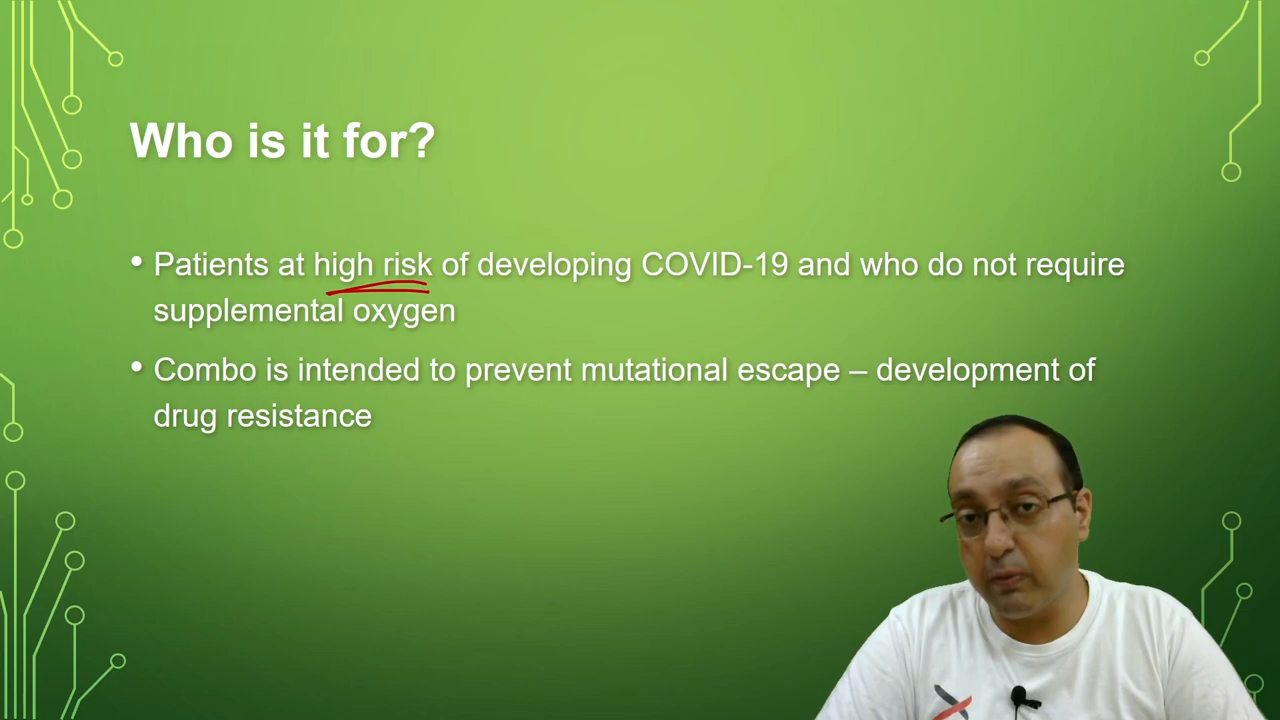 Who is it for?
• Patients at high risk of developing COVID-19 and who do not require
supplemental oxygen
• Combo is intended to prevent mutational escape – development of
drug resistance